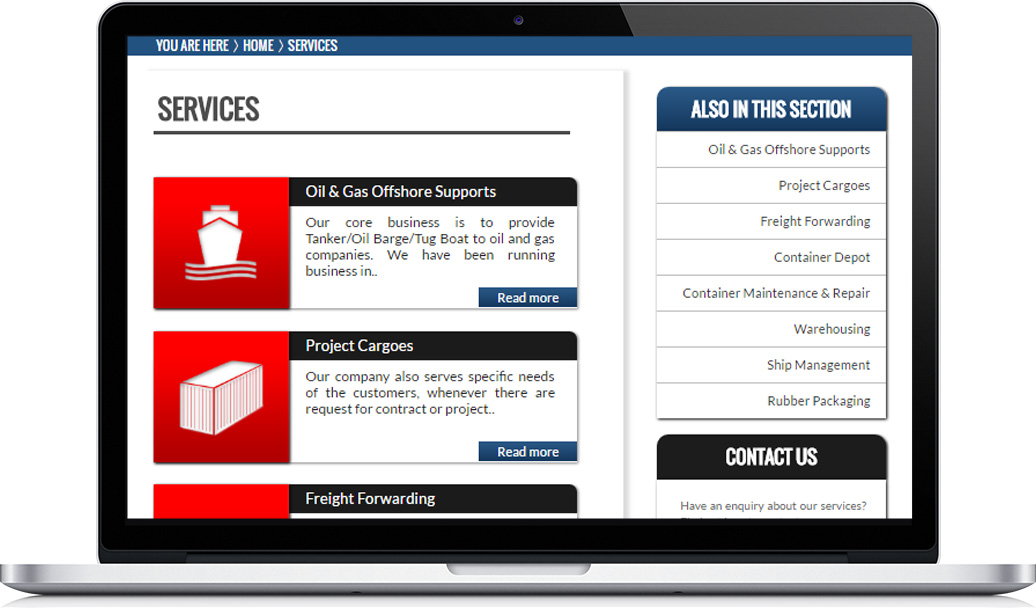 YOU ARE HERE 〉 HOME 〉 SERVICES
SERVICES
Oil & Gas Offshore Supports
Our core business is to provide
Tanker/Oil Barge/Tug Boat to oil and gas
companies. We have been running
business in..
Read more
Project Cargoes
Our company also serves specific needs
of the customers, whenever there are
request for contract or project..
Read more
Freight Forwarding
ALSO IN THIS SECTION
Oil & Gas Offshore Supports
Project Cargoes
Freight Forwarding
Container Depot
Container Maintenance & Repair
Warehousing
Ship Management
Rubber Packaging
CONTACT US
Have an enquiry about our services?